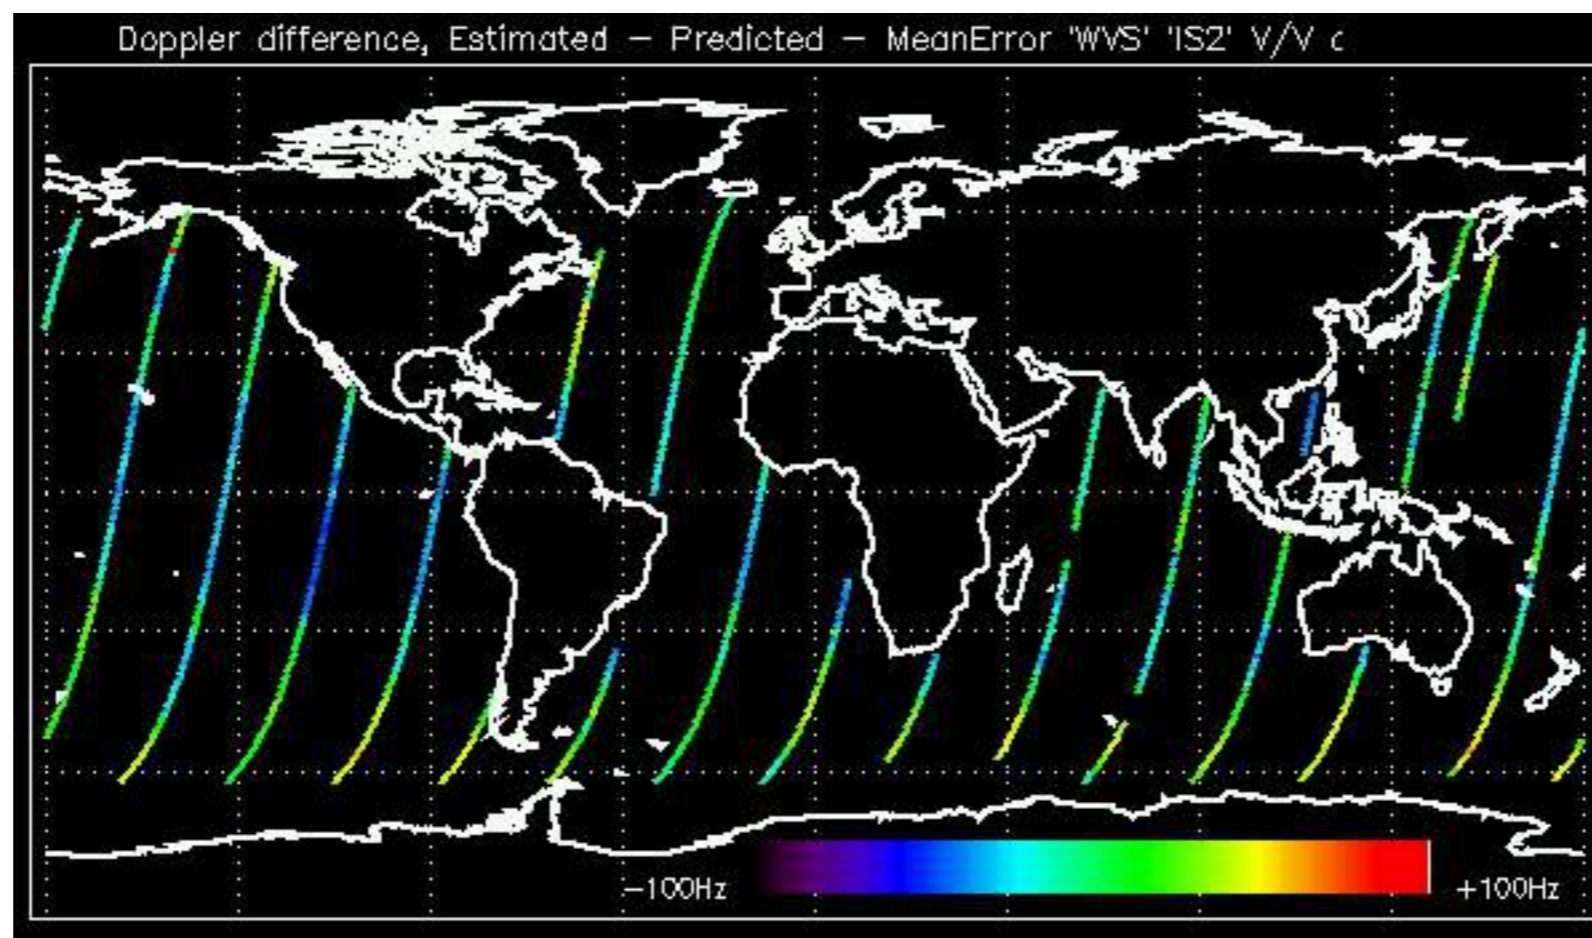 Doppler difference, Estimated – Predicted – MeanError 'WVS' 'IS2' V/V c
–100Hz
+100Hz